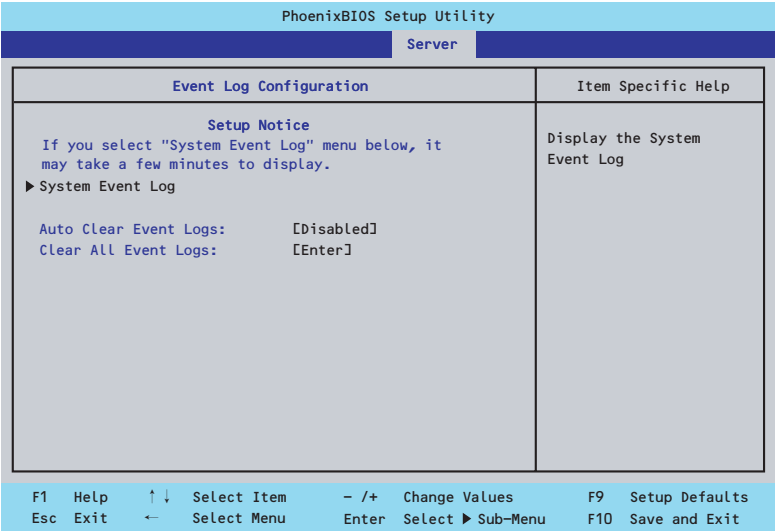 PhoenixBIOS Setup Utility
Server
Event Log Configuration
Item Specific Help
Setup Notice
If you select "System Event Log" menu below, it
may take a few minutes to display.
▶ System Event Log
Display the System
Event Log
Auto Clear Event Logs: [Disabled]
Clear All Event Logs: [Enter]
F1 Help ↑↓ Select Item - /+ Change Values F9 Setup Defaults
Esc Exit ← Select Menu Enter Select ▶ Sub-Menu F10 Save and Exit